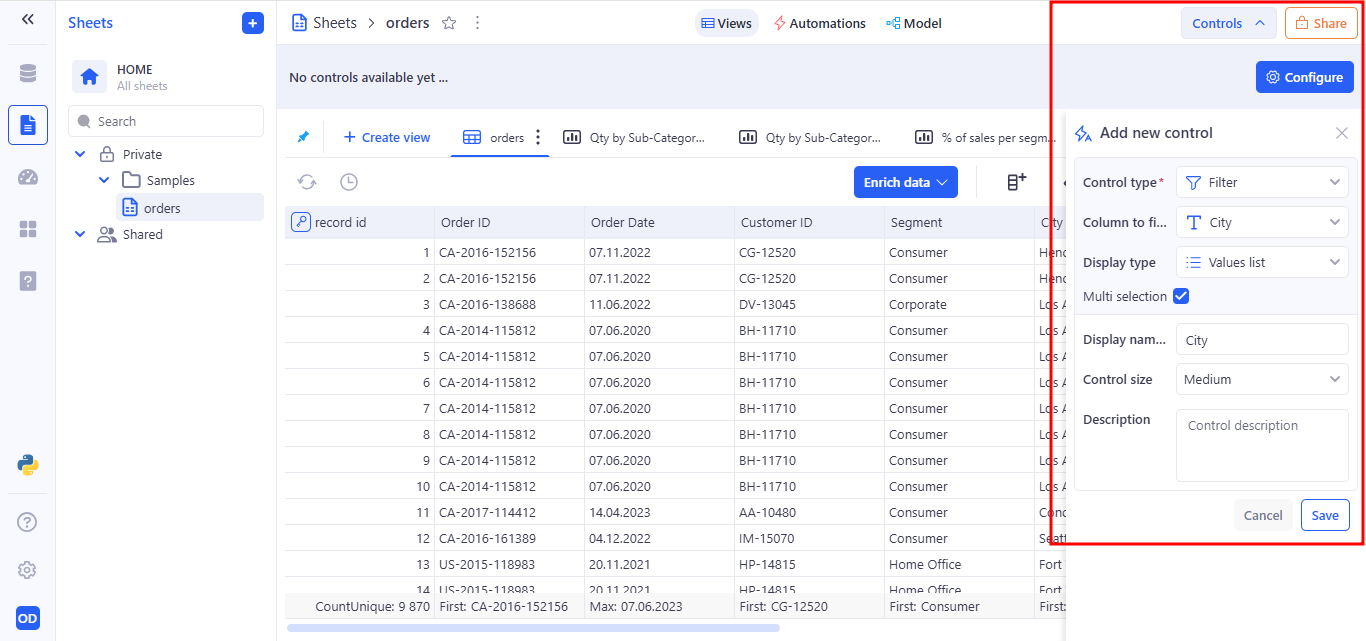 Sheets
HOME
All sheets
Search
Private
Samples
orders
Shared
OD
Sheets > orders
Views
Automations
Model
Controls
Share
No controls available yet ...
Configure
+ Create view
orders
Qty by Sub-Categor...
Qty by Sub-Categor...
% of sales per segm...
Enrich data
record id Order ID Order Date Customer ID Segment City
1 CA-2016-152156 07.11.2022 CG-12520 Consumer Hend
2 CA-2016-152156 07.11.2022 CG-12520 Consumer Hend
3 CA-2016-138688 11.06.2022 DV-13045 Corporate Los A
4 CA-2014-115812 07.06.2020 BH-11710 Consumer Los A
5 CA-2014-115812 07.06.2020 BH-11710 Consumer Los A
6 CA-2014-115812 07.06.2020 BH-11710 Consumer Los A
7 CA-2014-115812 07.06.2020 BH-11710 Consumer Los A
8 CA-2014-115812 07.06.2020 BH-11710 Consumer Los A
9 CA-2014-115812 07.06.2020 BH-11710 Consumer Los A
10 CA-2014-115812 07.06.2020 BH-11710 Consumer Los A
11 CA-2017-114412 14.04.2023 AA-10480 Consumer Conc
12 CA-2016-161389 04.12.2022 IM-15070 Consumer Seatt
13 US-2015-118983 20.11.2021 HP-14815 Home Office Fort
14 US-2015-118983 20.11.2021 HP-14815 Home Office Fort
CountUnique: 9 870 First: CA-2016-152156 Max: 07.06.2023 First: CG-12520 First: Consumer First:
Add new control
Control type* Filter
Column to fi... City
Display type Values list
Multi selection
Display nam... City
Control size Medium
Description Control description
Cancel Save